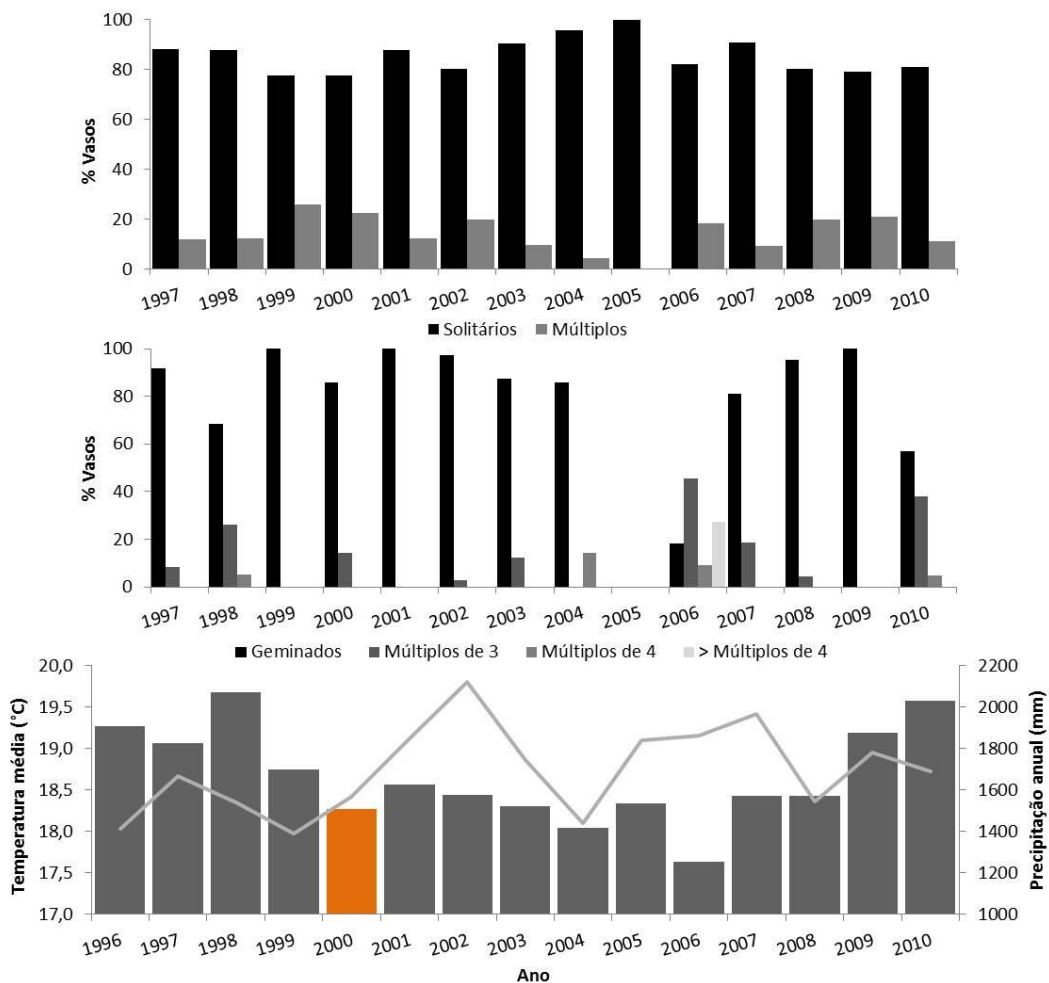 100
80
60
40
20
0
% Vasos
1997 1998 1999 2000 2001 2002 2003 2004 2005 2006 2007 2008 2009 2010
Solitários Múltiplos
100
80
60
40
20
0
% Vasos
1997 1998 1999 2000 2001 2002 2003 2004 2005 2006 2007 2008 2009 2010
Geminados Múltiplos de 3 Múltiplos de 4 > Múltiplos de 4
20,0 2200
19,5 2000
19,0 1800
18,5 1600
18,0 1400
17,5 1200
17,0 1000
Temperatura média (°C)
Precipitação anual (mm)
1996 1997 1998 1999 2000 2001 2002 2003 2004 2005 2006 2007 2008 2009 2010
Ano